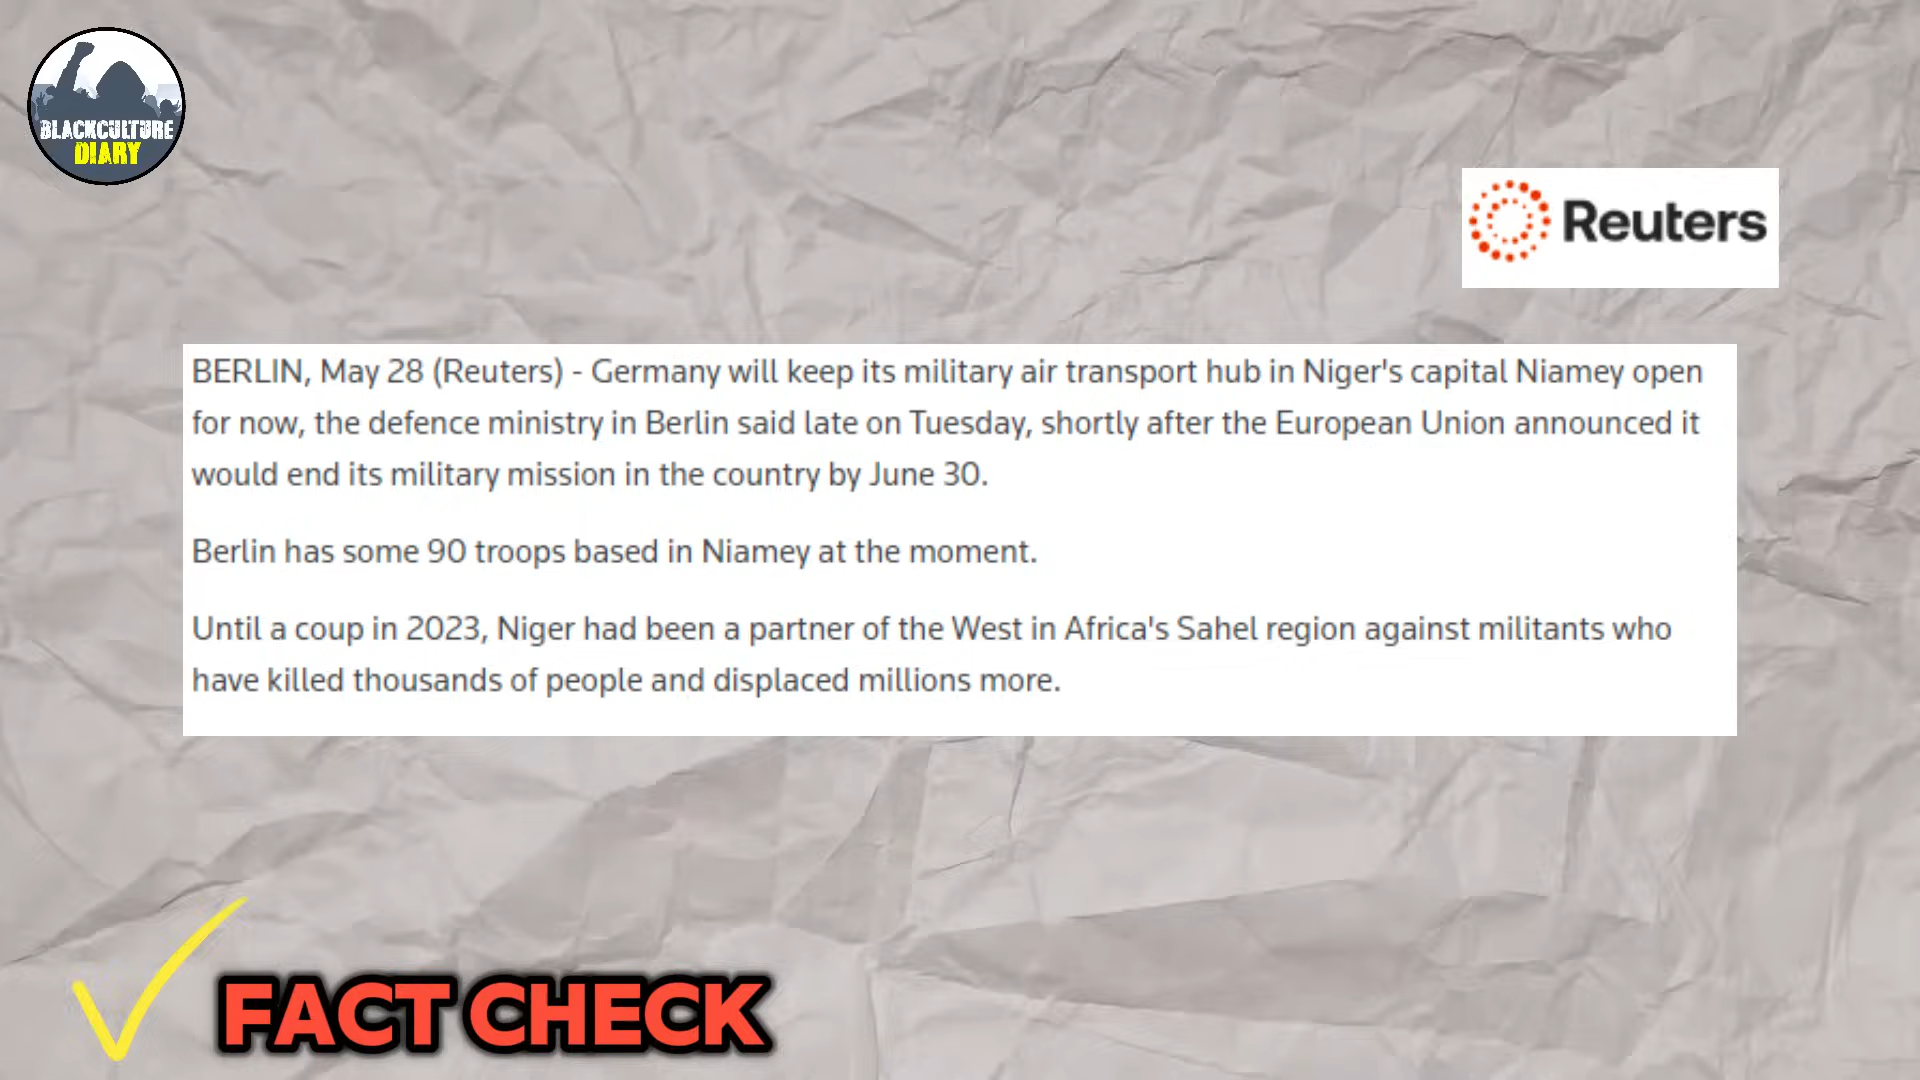 BLACKCULTURE
DIARY
Reuters
BERLIN, May 28 (Reuters) - Germany will keep its military air transport hub in Niger's capital Niamey open
for now, the defence ministry in Berlin said late on Tuesday, shortly after the European Union announced it
would end its military mission in the country by June 30.
Berlin has some 90 troops based in Niamey at the moment.
Until a coup in 2023, Niger had been a partner of the West in Africa's Sahel region against militants who
have killed thousands of people and displaced millions more.
FACT CHECK